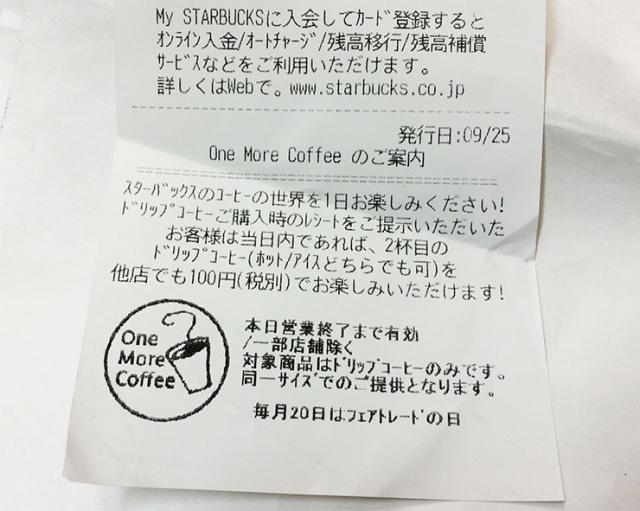 My STARBUCKSに入会してｶｰﾄﾞ登録すると
ｵﾝﾗｲﾝ入金/ｵｰﾄﾁｬｰｼﾞ/残高移行/残高補償
ｻｰﾋﾞｽなどをご利用いただけます。
詳しくはWebで。www.starbucks.co.jp
発行日:09/25
One More Coffee のご案内
ｽﾀｰﾊﾞｯｸｽのｺｰﾋｰの世界を1日お楽しみください!
ﾄﾞﾘｯﾌﾟｺｰﾋｰご購入時のﾚｼｰﾄをご提示いただいた
お客様は当日内であれば、2杯目の
ﾄﾞﾘｯﾌﾟｺｰﾋｰ(ﾎｯﾄ/ｱｲｽどちらでも可)を
他店でも100円(税別)でお楽しみいただけます!
One
More
Coffee
本日営業終了まで有効
/一部店舗除く
対象商品はﾄﾞﾘｯﾌﾟｺｰﾋｰのみです。
同一ｻｲｽﾞでのご提供となります。
毎月20日はﾌｪｱﾄﾚｰﾄﾞの日